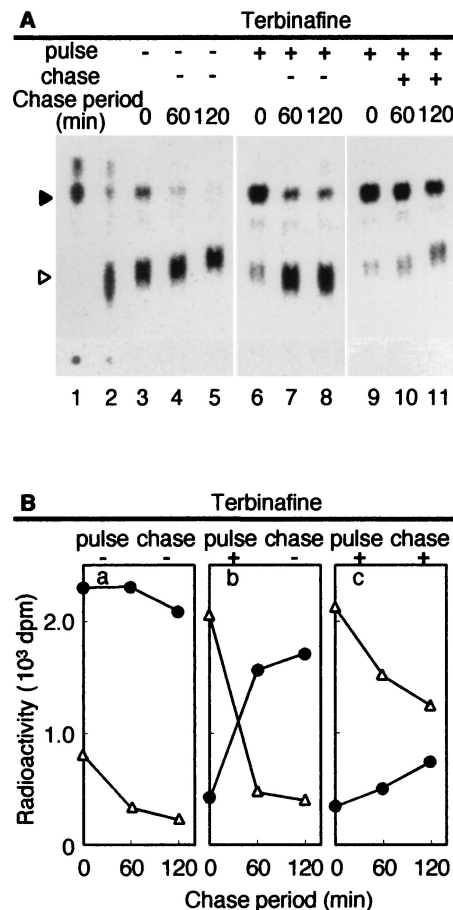 A Terbinafine
pulse - - - + + + + + +
chase - - - - + +
Chase period
(min) 0 60 120 0 60 120 0 60 120
1 2 3 4 5 6 7 8 9 10 11
B Terbinafine
pulse chase pulse chase pulse chase
- - + - + +
a b c
2.0
1.0
0
Radioactivity (10³ dpm)
0 60 120 0 60 120 0 60 120
Chase period (min)